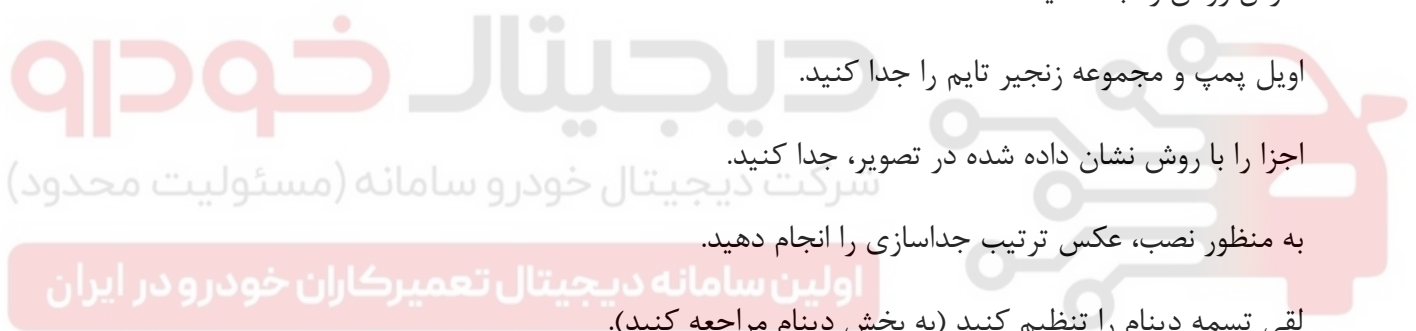 دیجیتال خودرو
اویل پمپ و مجموعه زنجیر تایم را جدا کنید.
اجزا را با روش نشان داده شده در تصویر، جدا کنید.
شرکت دیجیتال خودرو سامانه (مسئولیت محدود)
به منظور نصب، عکس ترتیب جداسازی را انجام دهید.
اولین سامانه دیجیتال تعمیرکاران خودرو در ایران
لقی تسمه دینام را تنظیم کنید (به بخش دینام مراجعه کنید).